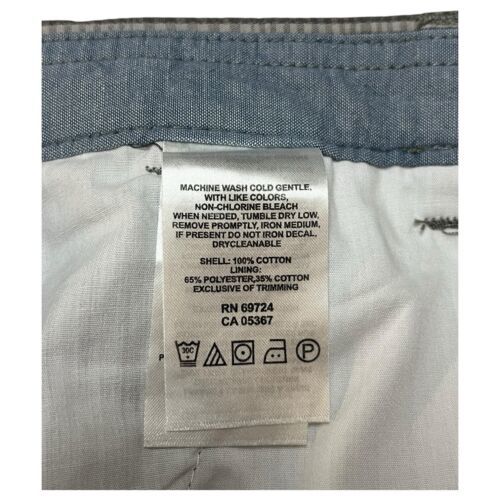 MACHINE WASH COLD GENTLE,
WITH LIKE COLORS,
NON-CHLORINE BLEACH
WHEN NEEDED, TUMBLE DRY LOW,
REMOVE PROMPTLY, IRON MEDIUM,
IF PRESENT DO NOT IRON DECAL,
DRYCLEANABLE
SHELL: 100% COTTON
LINING:
65% POLYESTER,35% COTTON
EXCLUSIVE OF TRIMMING
RN 69724
CA 05367
30C
P